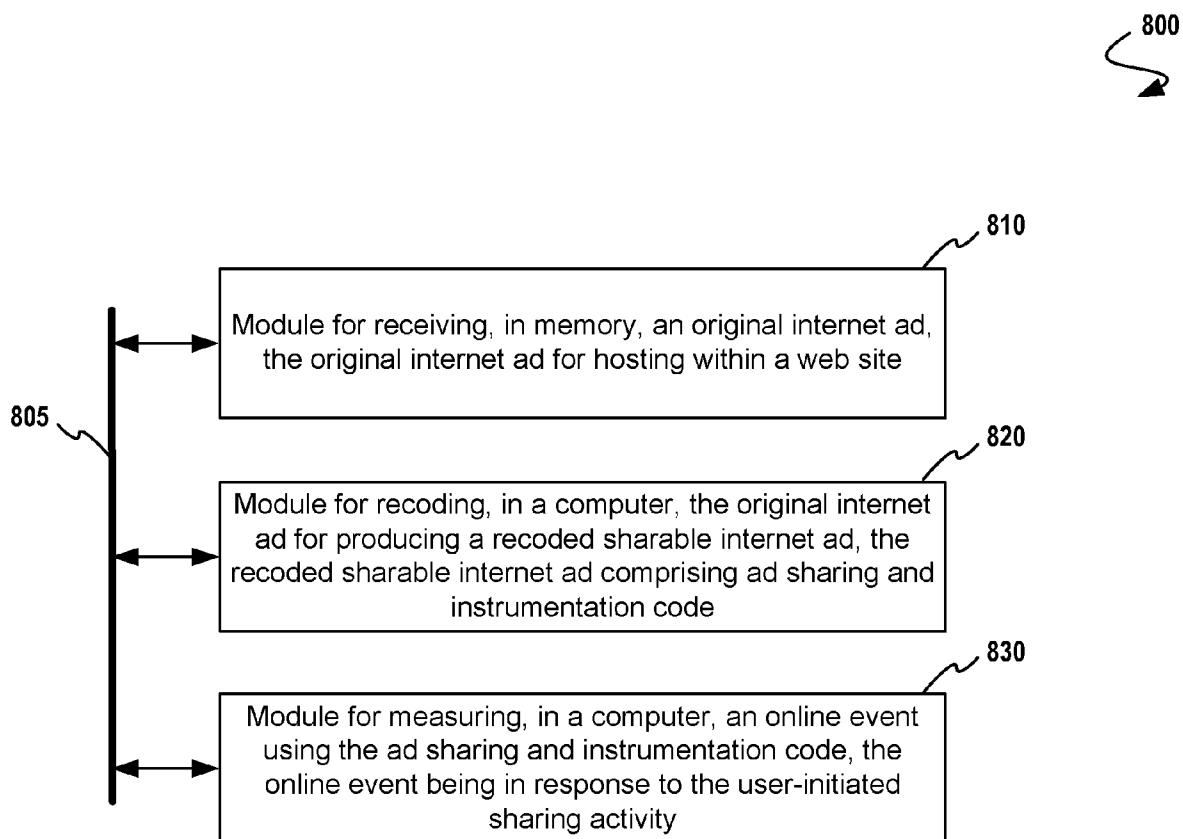 800
810
Module for receiving, in memory, an original internet ad,
the original internet ad for hosting within a web site
805
820
Module for recoding, in a computer, the original internet
ad for producing a recoded sharable internet ad, the
recoded sharable internet ad comprising ad sharing and
instrumentation code
830
Module for measuring, in a computer, an online event
using the ad sharing and instrumentation code, the
online event being in response to the user-initiated
sharing activity